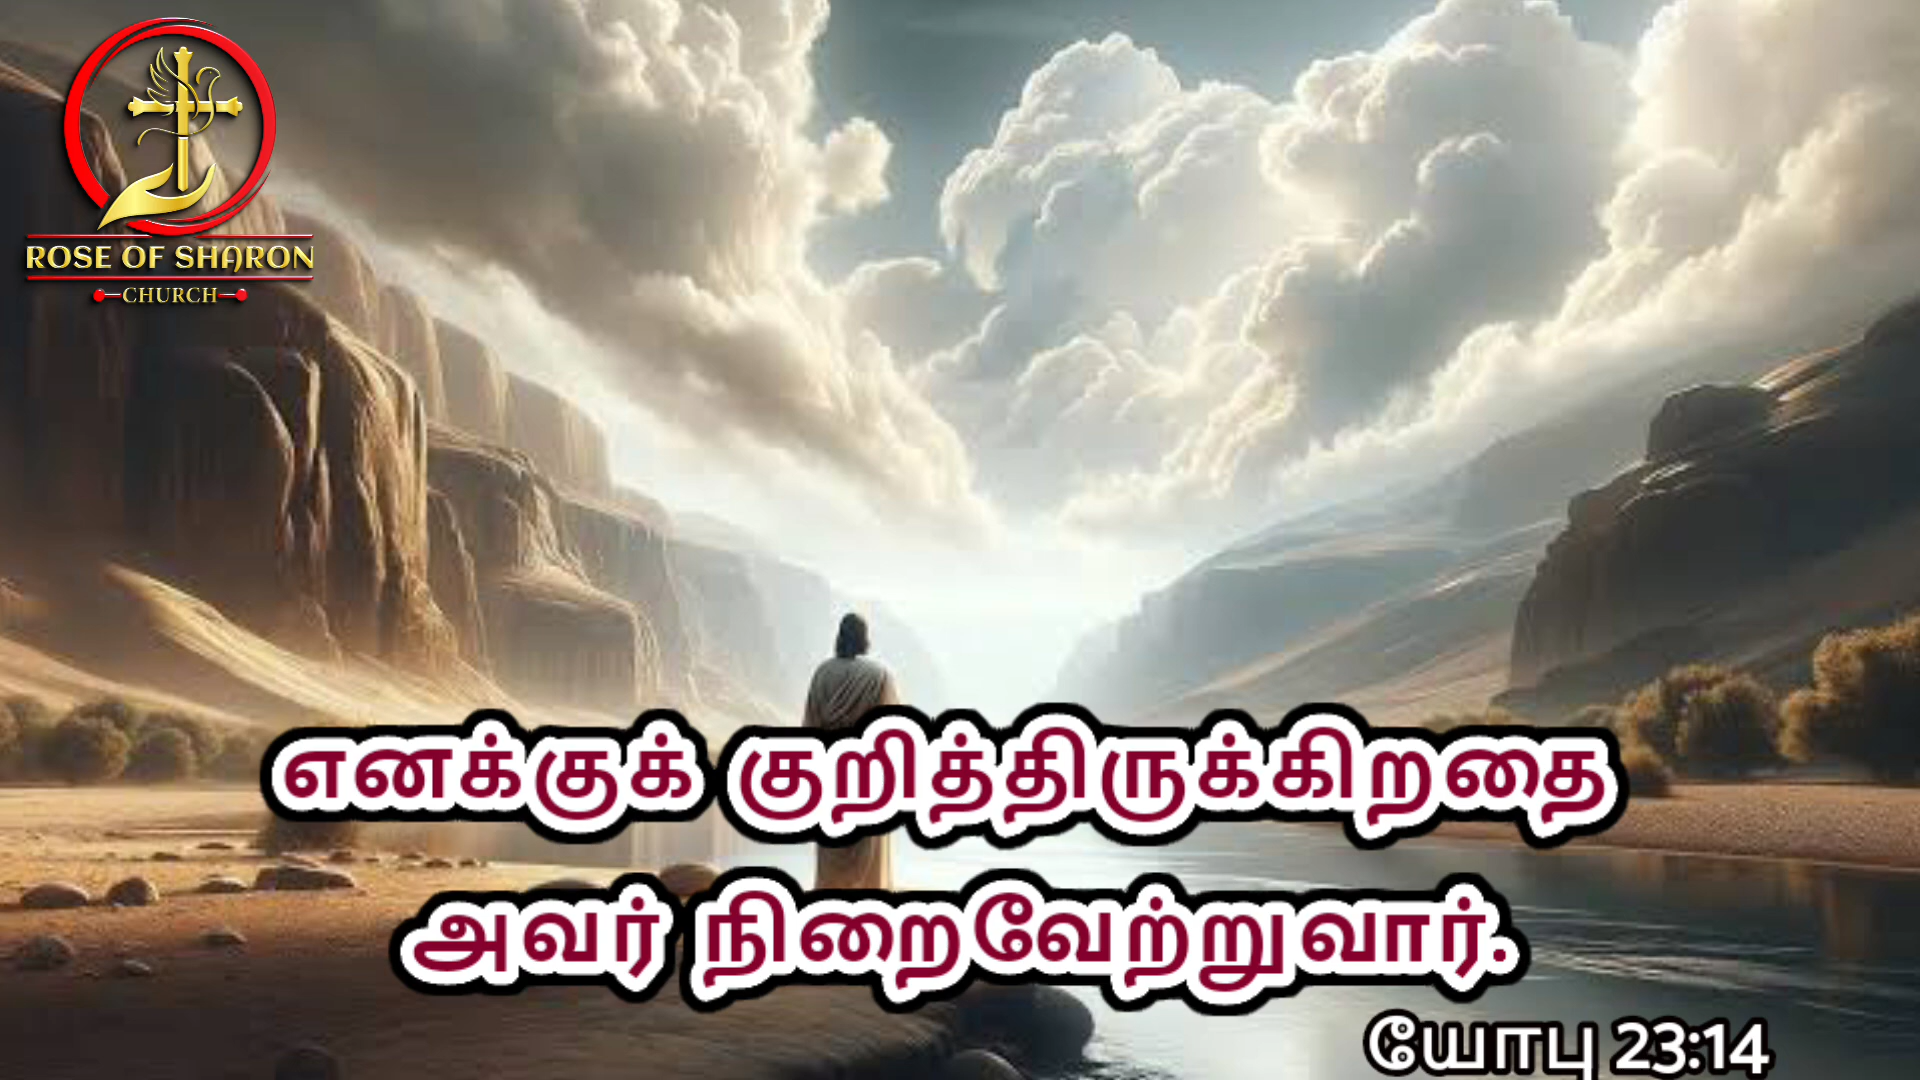 ROSE OF SHARON
CHURCH
எனக்குக் குறித்திருக்கிறதை
அவர் நிறைவேற்றுவார்.
யோபு 23:14